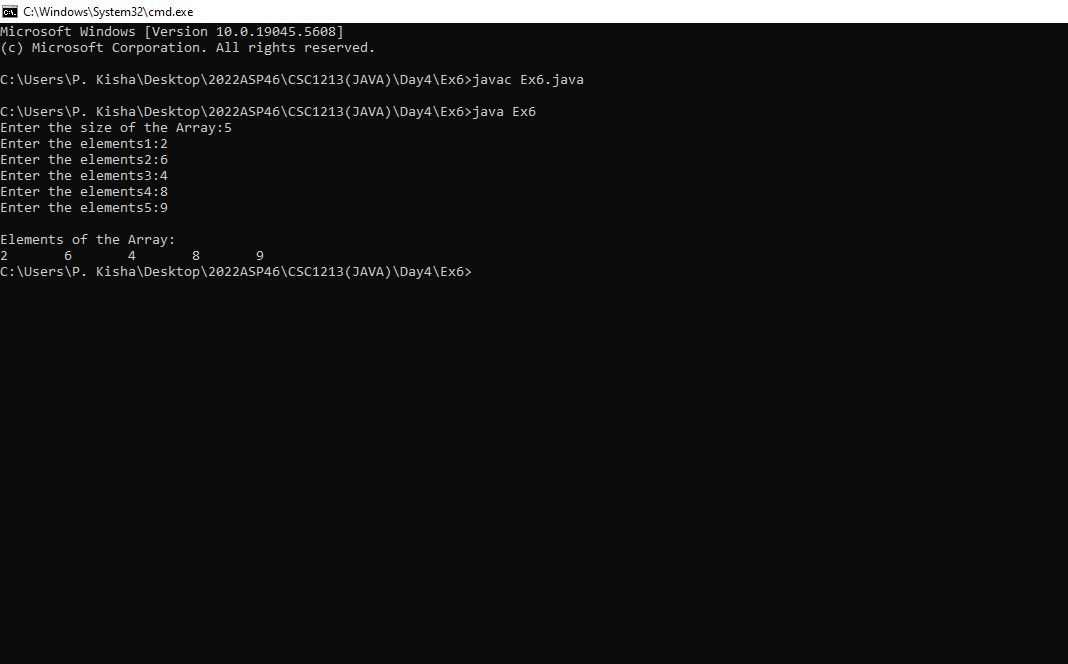 C:\Windows\System32\cmd.exe
Microsoft Windows [Version 10.0.19045.5608]
(c) Microsoft Corporation. All rights reserved.
C:\Users\P. Kisha\Desktop\2022ASP46\CSC1213(JAVA)\Day4\Ex6>javac Ex6.java
C:\Users\P. Kisha\Desktop\2022ASP46\CSC1213(JAVA)\Day4\Ex6>java Ex6
Enter the size of the Array:5
Enter the elements1:2
Enter the elements2:6
Enter the elements3:4
Enter the elements4:8
Enter the elements5:9
Elements of the Array:
2       6       4       8       9
C:\Users\P. Kisha\Desktop\2022ASP46\CSC1213(JAVA)\Day4\Ex6>